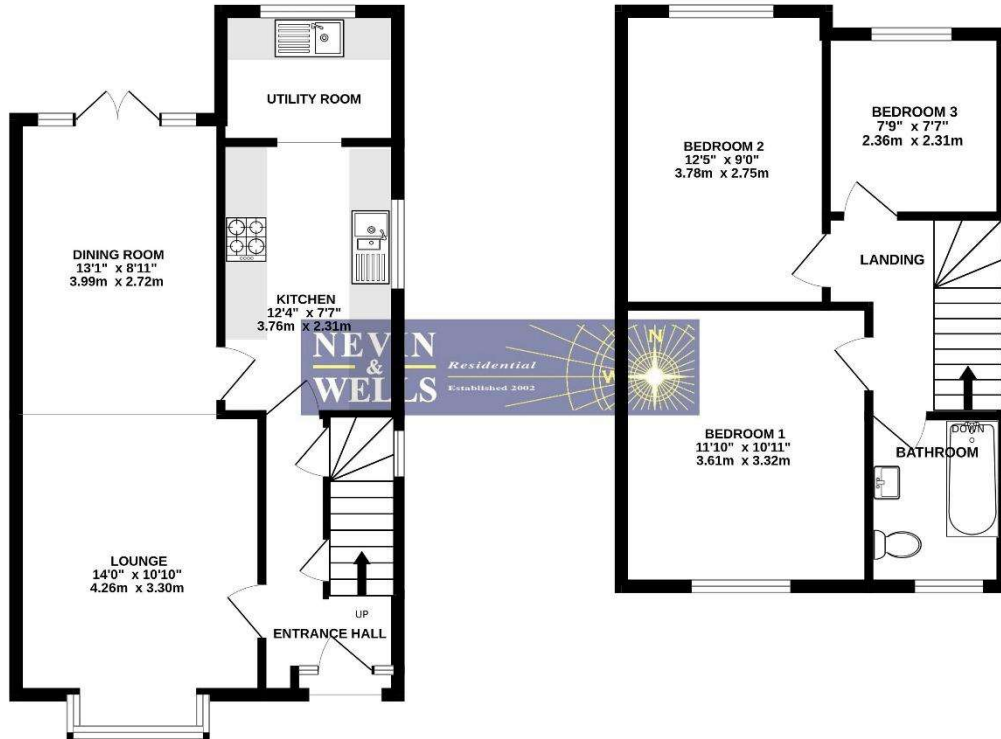 UTILITY ROOM
DINING ROOM
13'1" x 8'11"
3.99m x 2.72m
KITCHEN
12'4" x 7'7"
3.76m x 2.31m
NEVIN
&
WELLS
Residential
Established 2002
N
W
LOUNGE
14'0" x 10'10"
4.26m x 3.30m
UP
ENTRANCE HALL
BEDROOM 2
12'5" x 9'0"
3.78m x 2.75m
BEDROOM 3
7'9" x 7'7"
2.36m x 2.31m
LANDING
BEDROOM 1
11'10" x 10'11"
3.61m x 3.32m
DOWN
BATHROOM